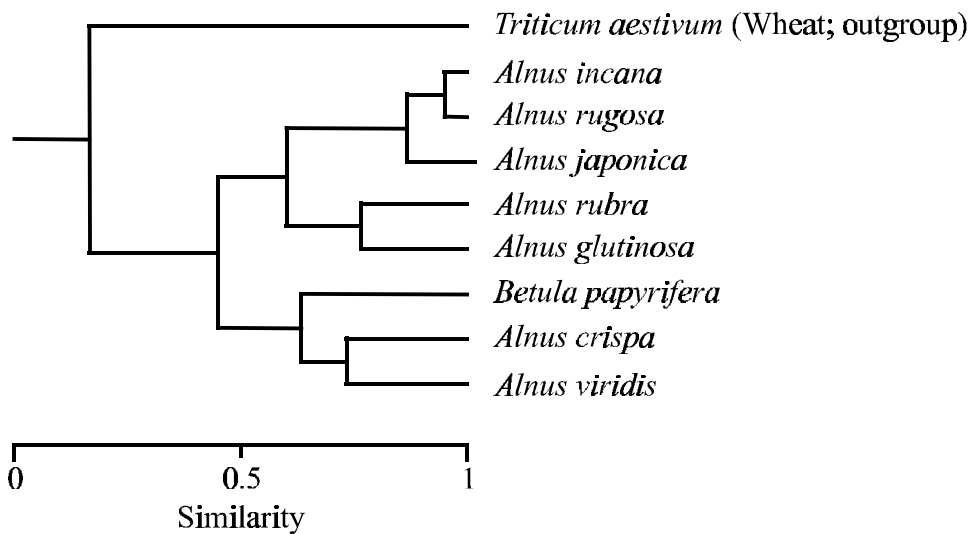 Triticum aestivum (Wheat; outgroup)
Alnus incana
Alnus rugosa
Alnus japonica
Alnus rubra
Alnus glutinosa
Betula papyrifera
Alnus crispa
Alnus viridis
0 0.5 1
Similarity